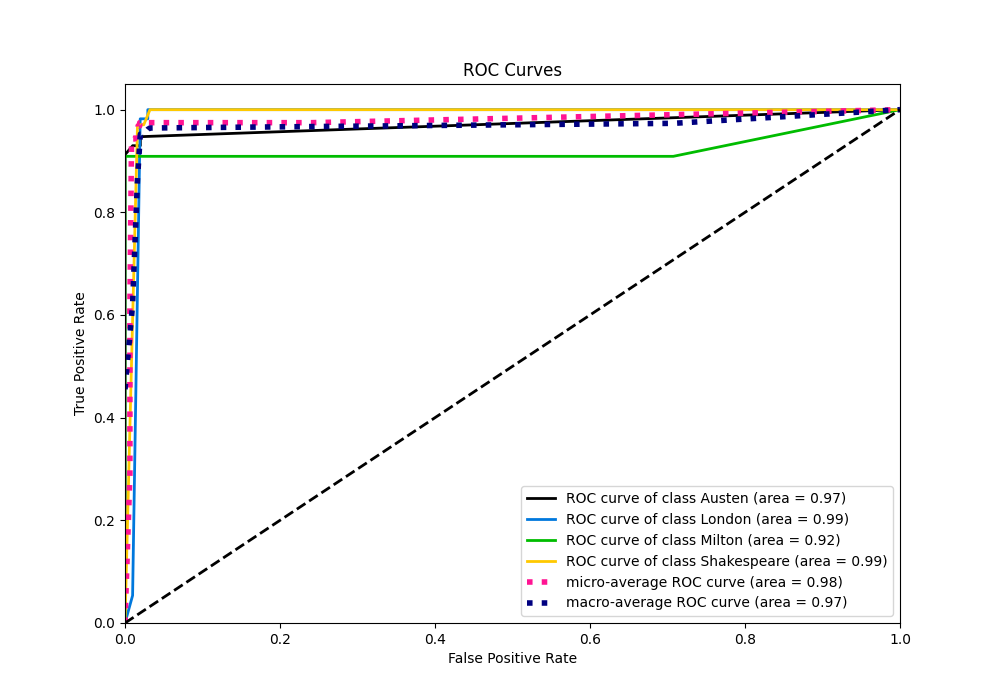 ROC Curves
True Positive Rate
1.0
0.8
0.6
0.4
0.2
0.0
0.0 0.2 0.4 0.6 0.8 1.0
False Positive Rate
ROC curve of class Austen (area = 0.97)
ROC curve of class London (area = 0.99)
ROC curve of class Milton (area = 0.92)
ROC curve of class Shakespeare (area = 0.99)
micro-average ROC curve (area = 0.98)
macro-average ROC curve (area = 0.97)